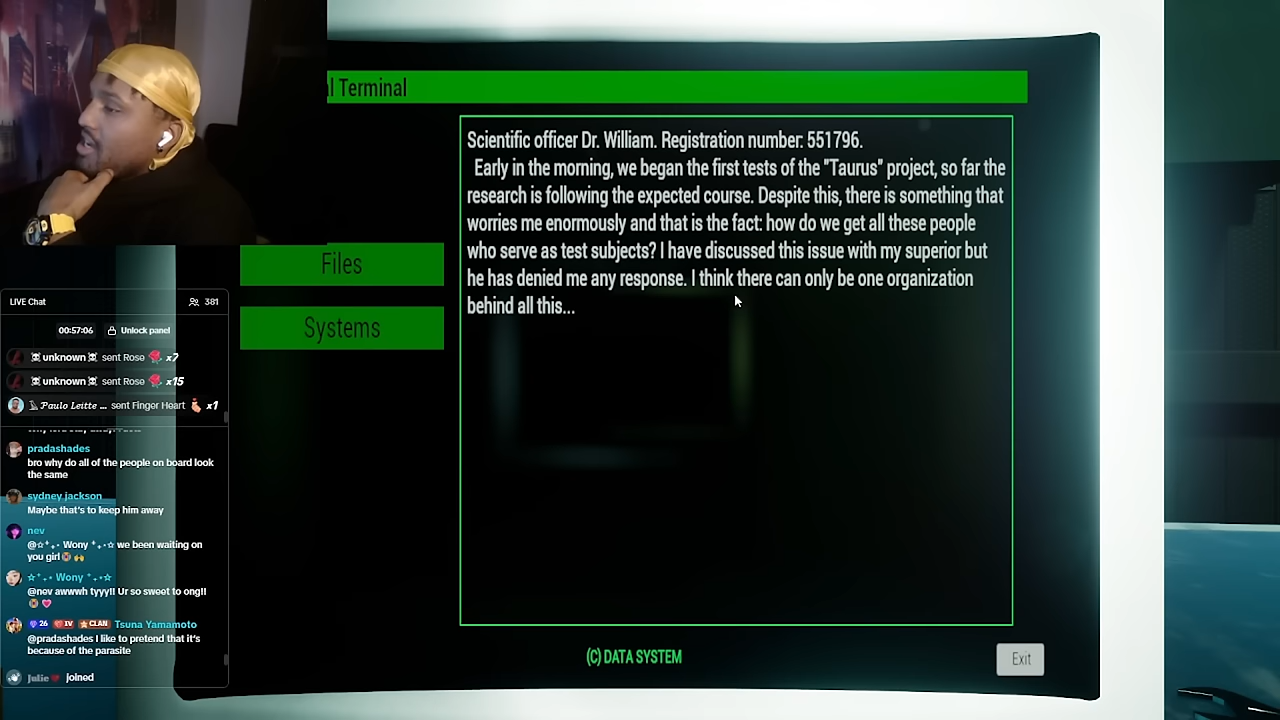 l Terminal
Scientific officer Dr. William. Registration number: 551796.
Early in the morning, we began the first tests of the "Taurus" project, so far the
research is following the expected course. Despite this, there is something that
worries me enormously and that is the fact: how do we get all these people
who serve as test subjects? I have discussed this issue with my superior but
he has denied me any response. I think there can only be one organization
behind all this...
Files
Systems
(C) DATA SYSTEM
Exit
LIVE Chat 381
00:57:06 Unlock panel
☠️unknown☠️ sent Rose 🌹 x7
☠️unknown☠️ sent Rose 🌹 x15
Paulo Leitte ... sent Finger Heart x1
pradashades
bro why do all of the people on board look
the same
sydney jackson
Maybe that's to keep him away
nev
@☆*₊˖ Wony ⁺₊˖☆ we been waiting on
you girl 🙌
☆*₊˖ Wony ⁺₊˖☆
@nev awwwh tyyy!! Ur so sweet to ong!!
26 IV CLAN Tsuna Yamamoto
@pradashades I like to pretend that it's
because of the parasite
Julie joined